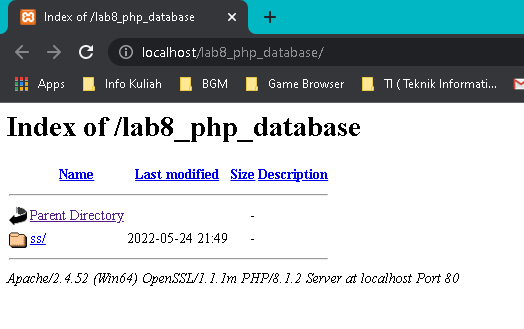 Index of /lab8_php_database
localhost/lab8_php_database/
Apps Info Kuliah BGM Game Browser TI ( Teknik Informati...
Index of /lab8_php_database
Name Last modified Size Description
Parent Directory -
ss/ 2022-05-24 21:49 -
Apache/2.4.52 (Win64) OpenSSL/1.1.1m PHP/8.1.2 Server at localhost Port 80